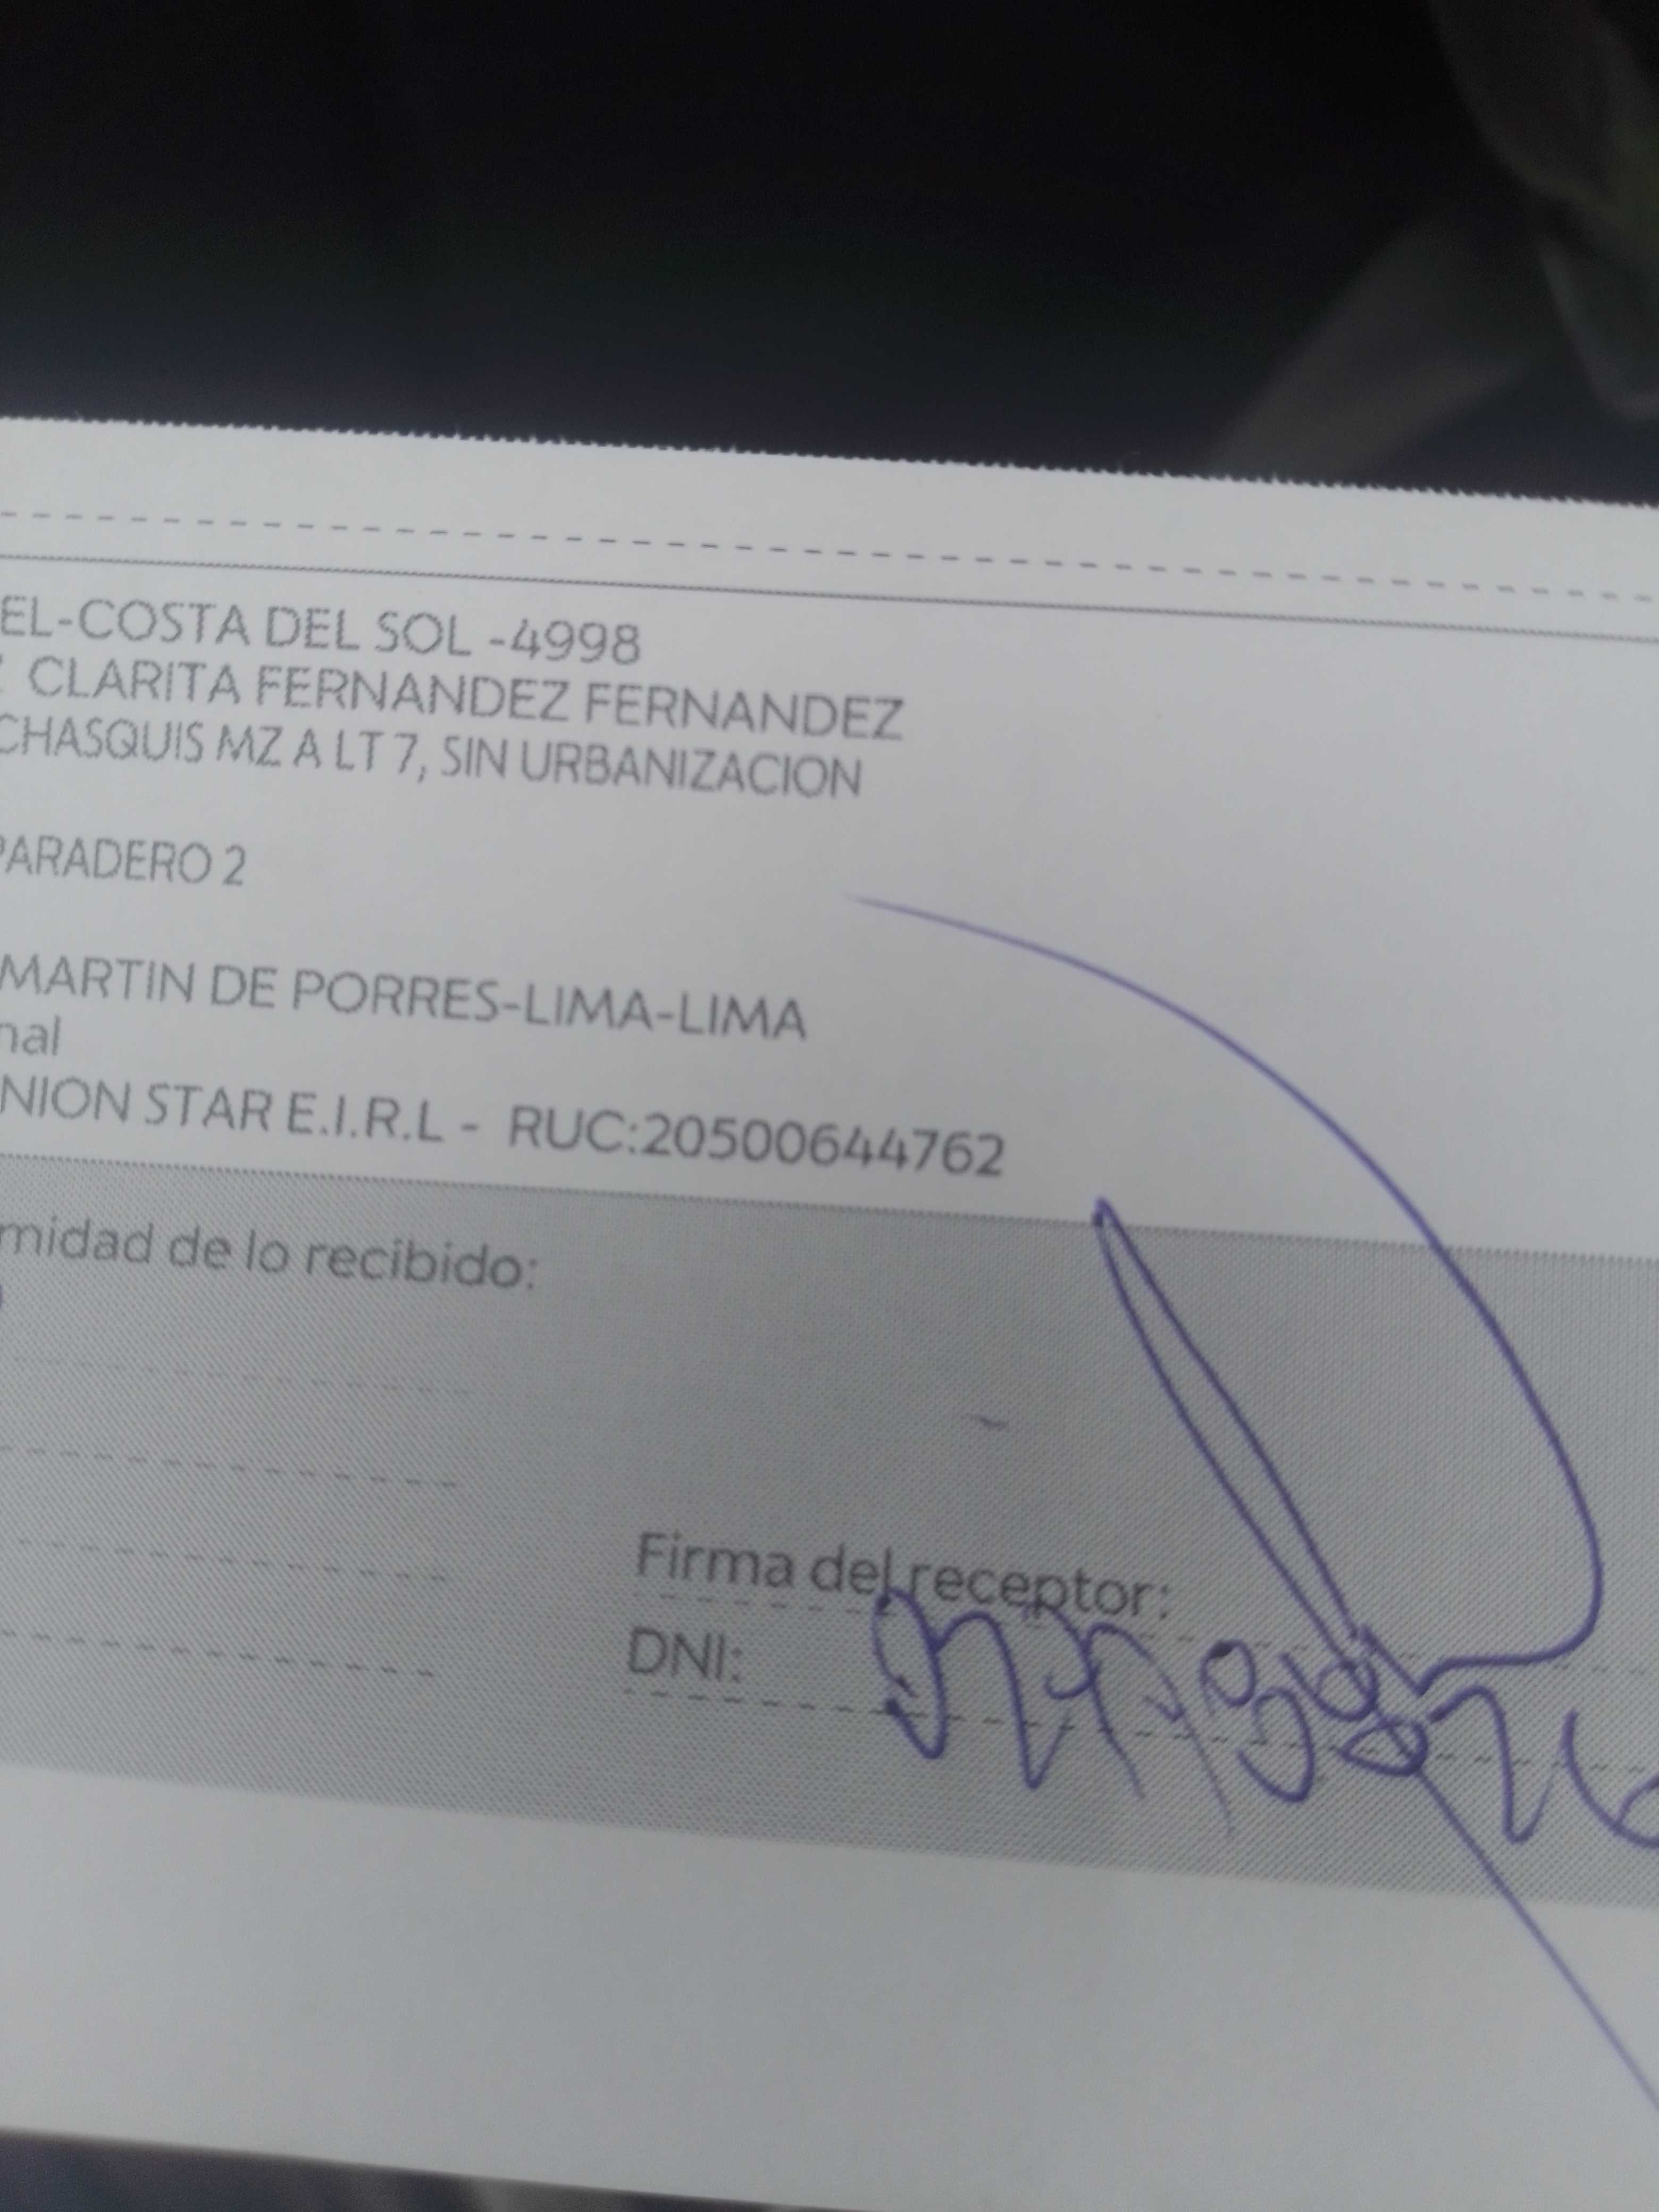 EL-COSTA DEL SOL -4998
CLARITA FERNANDEZ FERNANDEZ
CHASQUIS MZ A LT 7, SIN URBANIZACION
PARADERO 2
MARTIN DE PORRES-LIMA-LIMA
nal
NION STAR E.I.R.L - RUC:20500644762
midad de lo recibido:
Firma del receptor:
DNI: